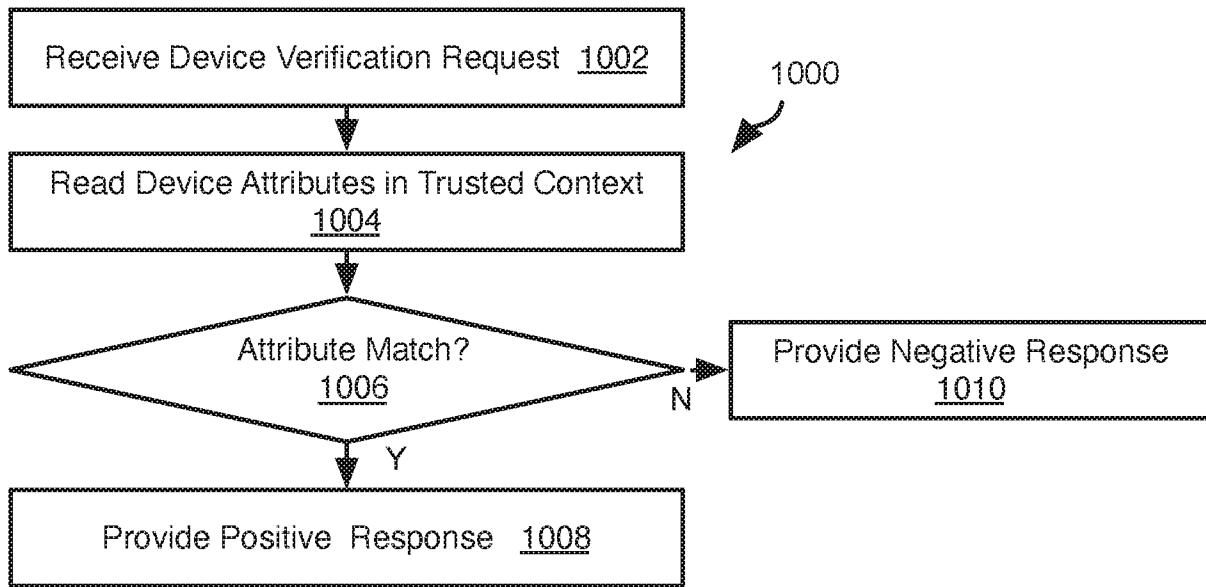 Receive Device Verification Request 1002
1000
Read Device Attributes in Trusted Context
1004
Attribute Match?
1006
N
Provide Negative Response
1010
Y
Provide Positive Response 1008